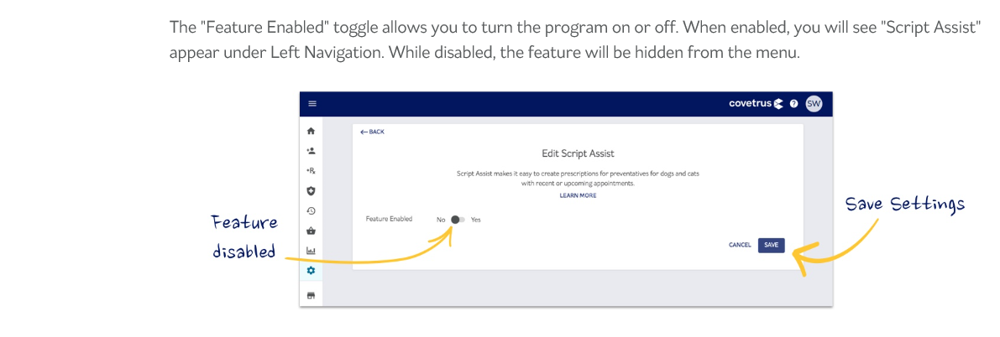 The "Feature Enabled" toggle allows you to turn the program on or off. When enabled, you will see "Script Assist"
appear under Left Navigation. While disabled, the feature will be hidden from the menu.
covetrus ? SW
← BACK
Edit Script Assist
Script Assist makes it easy to create prescriptions for preventatives for dogs and cats
with recent or upcoming appointments.
LEARN MORE
Feature Enabled No Yes
CANCEL SAVE
Feature
disabled
Save Settings